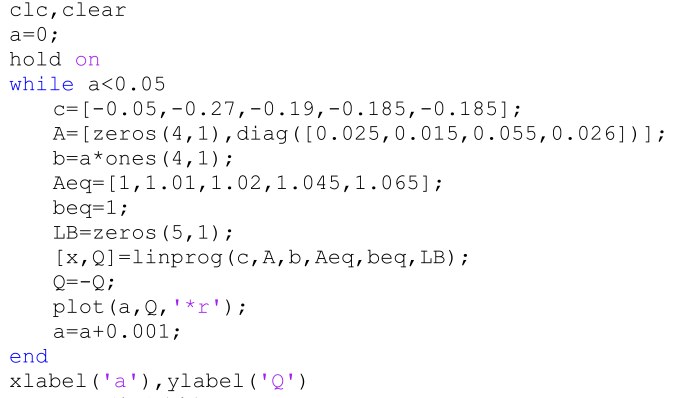 clc,clear
a=0;
hold on
while a<0.05
    c=[-0.05,-0.27,-0.19,-0.185,-0.185];
    A=[zeros(4,1),diag([0.025,0.015,0.055,0.026])];
    b=a*ones(4,1);
    Aeq=[1,1.01,1.02,1.045,1.065];
    beq=1;
    LB=zeros(5,1);
    [x,Q]=linprog(c,A,b,Aeq,beq,LB);
    Q=-Q;
    plot(a,Q,'*r');
    a=a+0.001;
end
xlabel('a'),ylabel('Q')